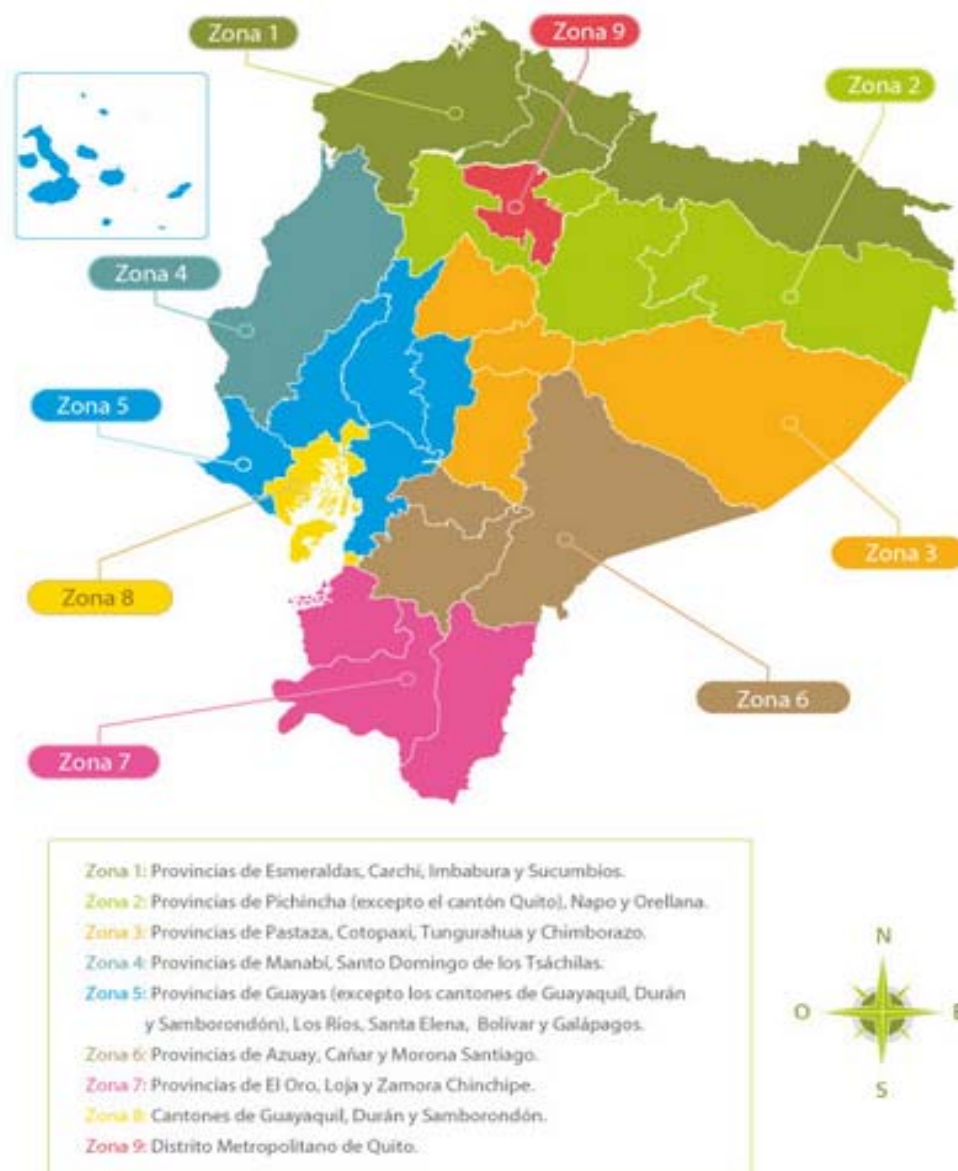 Zona 1
Zona 9
Zona 2
Zona 4
Zona 5
Zona 8
Zona 3
Zona 6
Zona 7
Zona 1: Provincias de Esmeraldas, Carchi, Imbabura y Sucumbios.
Zona 2: Provincias de Pichincha (excepto el cantón Quito), Napo y Orellana.
Zona 3: Provincias de Pastaza, Cotopaxi, Tungurahua y Chimborazo.
Zona 4: Provincias de Manabí, Santo Domingo de los Tsáchilas.
Zona 5: Provincias de Guayas (excepto los cantones de Guayaquil, Durán
y Samborondón), Los Ríos, Santa Elena, Bolívar y Galápagos.
Zona 6: Provincias de Azuay, Cañar y Morona Santiago.
Zona 7: Provincias de El Oro, Loja y Zamora Chinchipe.
Zona 8: Cantones de Guayaquil, Durán y Samborondón.
Zona 9: Distrito Metropolitano de Quito.
N
O
E
S